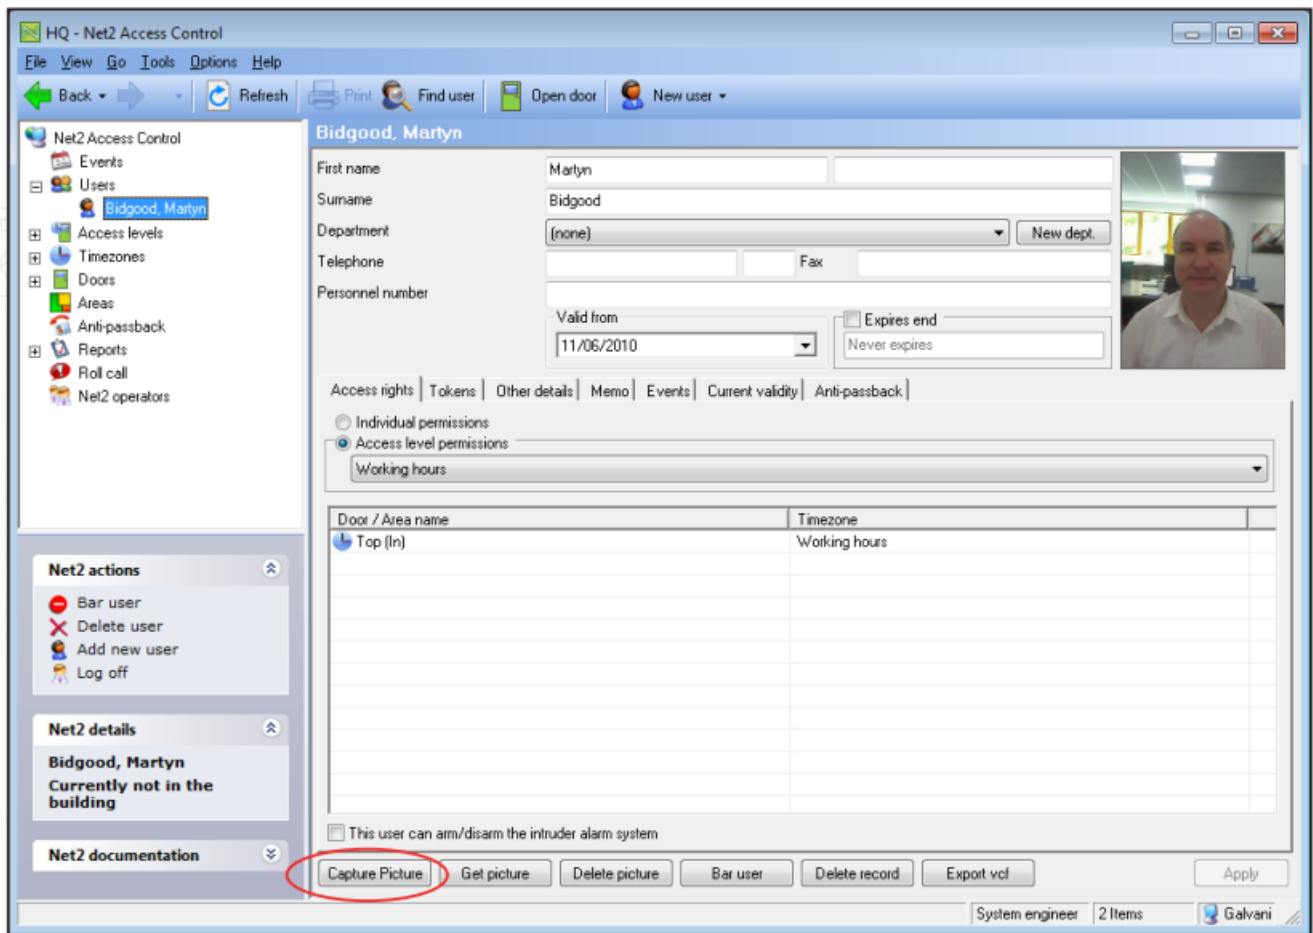 HQ - Net2 Access Control
File View Go Tools Options Help
Back Refresh Print Find user Open door New user
Net2 Access Control
Events
Users
Bidgood, Martyn
Access levels
Timezones
Doors
Areas
Anti-passback
Reports
Roll call
Net2 operators
Net2 actions
Bar user
Delete user
Add new user
Log off
Net2 details
Bidgood, Martyn
Currently not in the
building
Net2 documentation
Bidgood, Martyn
First name Martyn
Surname Bidgood
Department (none) New dept.
Telephone Fax
Personnel number
Valid from Expires end
11/06/2010 Never expires
Access rights Tokens Other details Memo Events Current validity Anti-passback
Individual permissions
Access level permissions
Working hours
Door / Area name Timezone
Top (In) Working hours
This user can arm/disarm the intruder alarm system
Capture Picture Get picture Delete picture Bar user Delete record Export vcf Apply
System engineer 2 Items Galvani